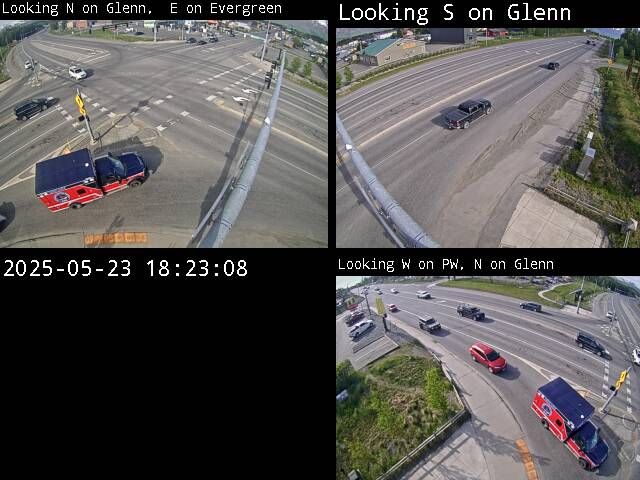 Looking N on Glenn,  E on Evergreen
Looking S on Glenn
2025-05-23 18:23:08
Looking W on PW, N on Glenn